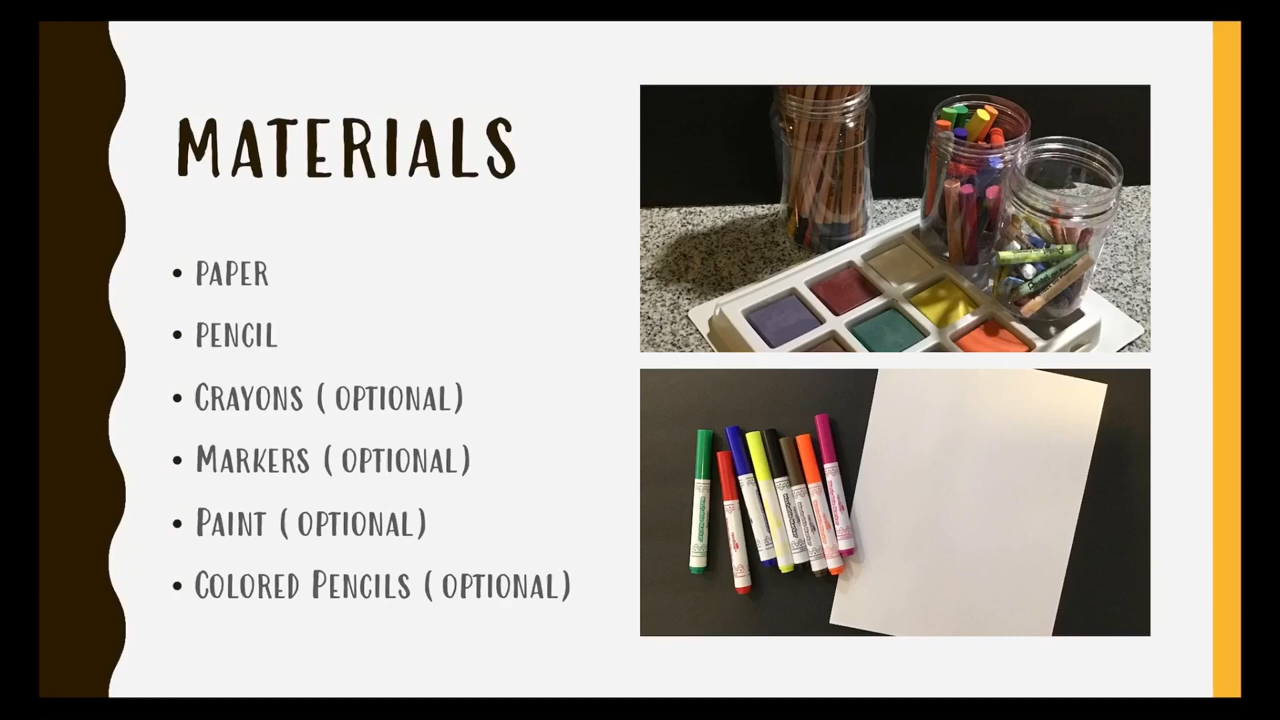 MATERIALS
• PAPER
• PENCIL
• CRAYONS ( OPTIONAL)
• MARKERS ( OPTIONAL)
• PAINT ( OPTIONAL)
• COLORED PENCILS ( OPTIONAL)